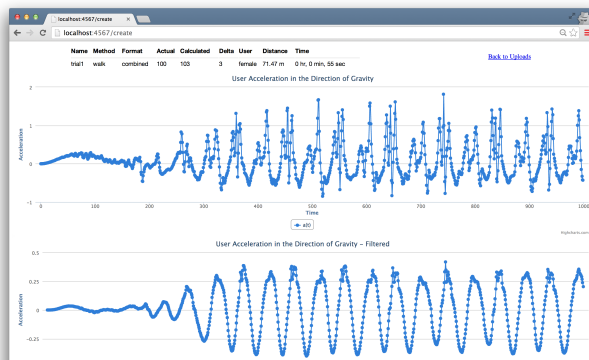 localhost:4567/create
localhost:4567/create
Name Method Format Actual Calculated Delta User Distance Time
trial1 walk combined 100 103 3 female 71.47 m 0 hr, 0 min, 55 sec
Back to Uploads
User Acceleration in the Direction of Gravity
2
1
0
-1
Acceleration
0 100 200 300 400 500 600 700 800 900 1000
Time
a(t)
Highcharts.com
User Acceleration in the Direction of Gravity - Filtered
0.5
0.25
0
-0.25
Acceleration